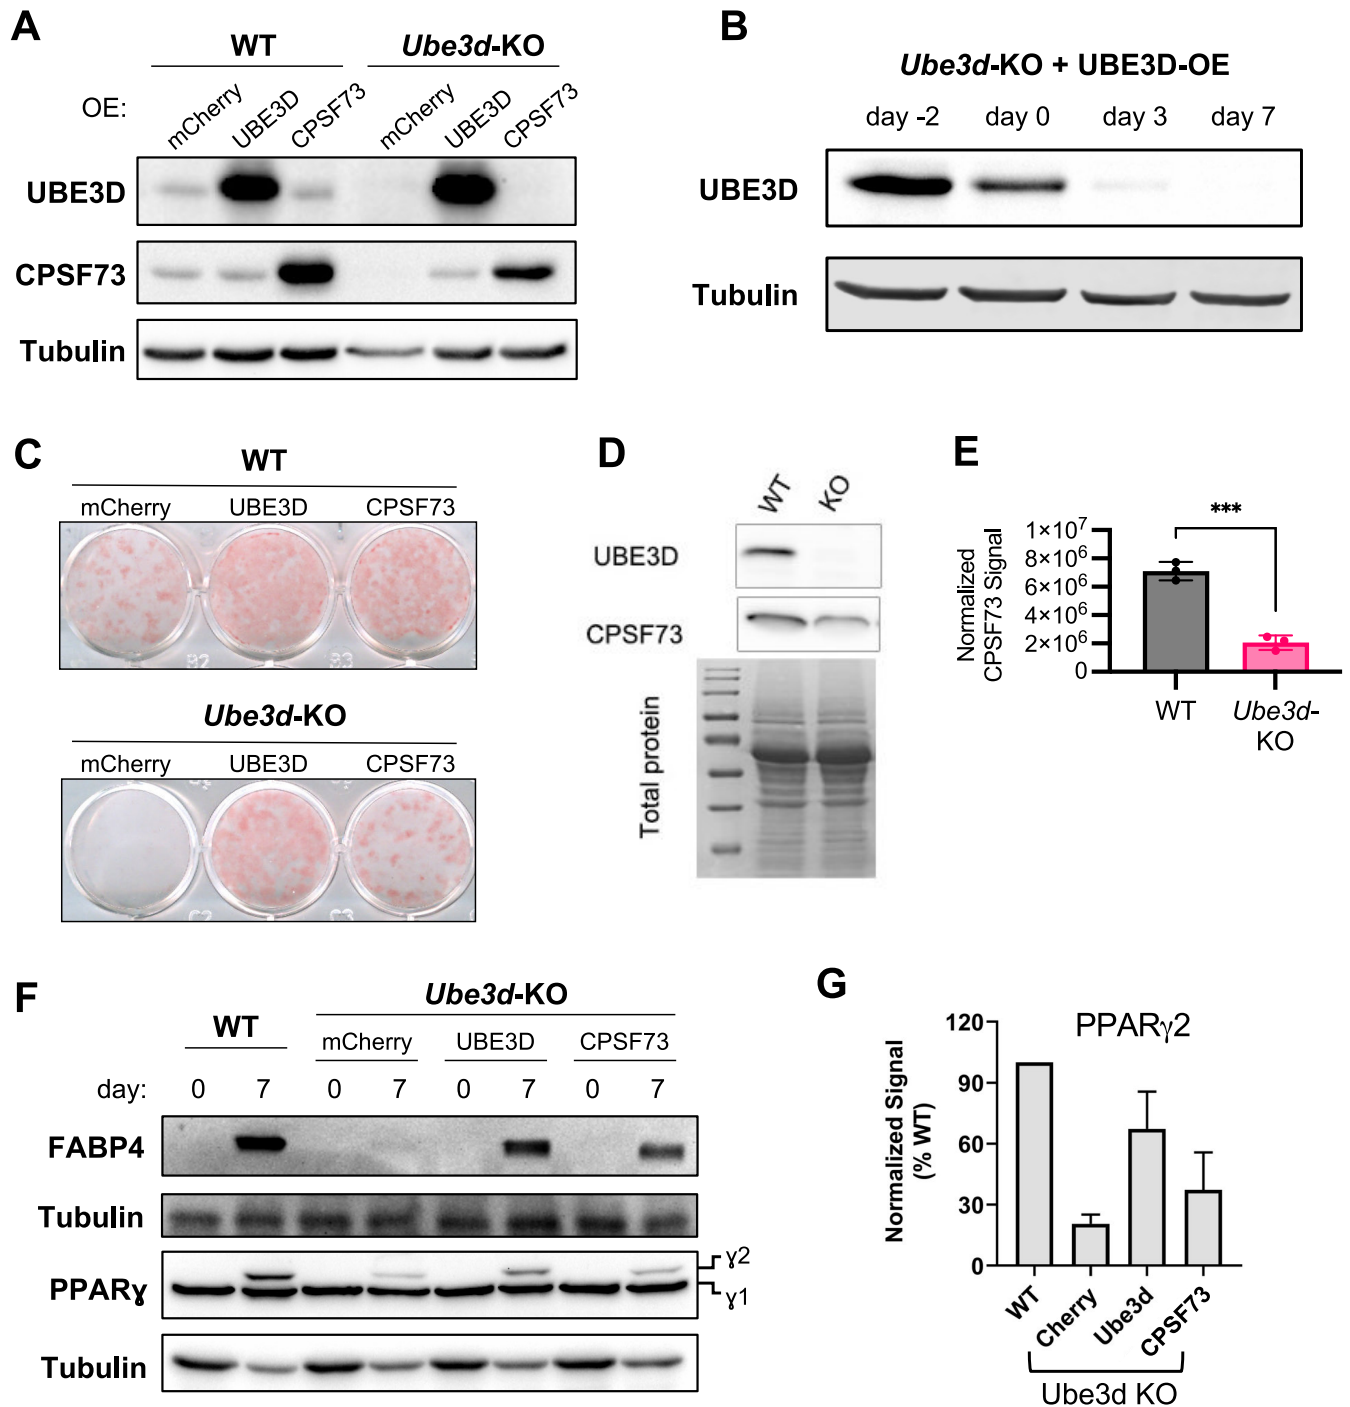 A
WT
Ube3d-KO
OE:
mCherry
UBE3D
CPSF73
mCherry
UBE3D
CPSF73
UBE3D
CPSF73
Tubulin
B
Ube3d-KO + UBE3D-OE
day -2
day 0
day 3
day 7
UBE3D
Tubulin
C
WT
mCherry
UBE3D
CPSF73
Ube3d-KO
mCherry
UBE3D
CPSF73
D
WT
KO
UBE3D
CPSF73
Total protein
E
Normalized
CPSF73 Signal
1×10⁷
8×10⁶
6×10⁶
4×10⁶
2×10⁶
0
***
WT
Ube3d-
KO
F
WT
Ube3d-KO
mCherry
UBE3D
CPSF73
day: 0 7 0 7 0 7 0 7
FABP4
Tubulin
PPARɣ
ɣ2
ɣ1
Tubulin
G
PPARγ2
Normalized Signal
(% WT)
120
90
60
30
0
WT
Cherry
Ube3d
CPSF73
Ube3d KO